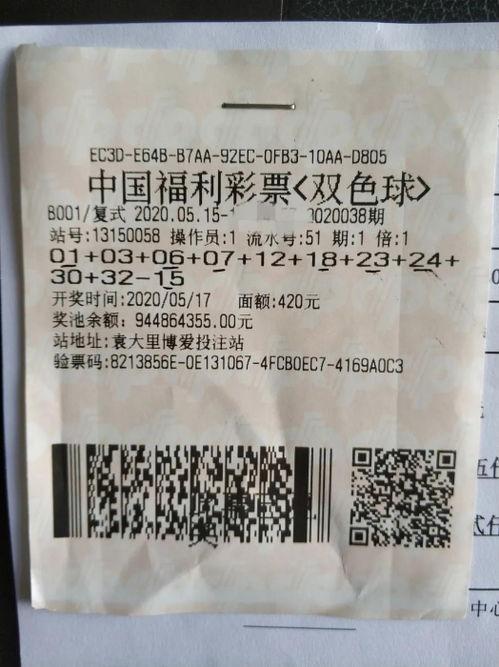 EC3D-E64B-B7AA-92EC-0FB3-10AA-D805
中国福利彩票<双色球>
B001/复式 2020.05.15-1 2020038期
站号:13150058 操作员:1 流水号:51 期:1 倍:1
01+03+06+07+12+18+23+24+
30+32-15
开奖时间:2020/05/17 面额:420元
奖池余额: 944864355.00元
站地址:袁大里博爱投注站
验票码:8213856E-0E131067-4FCB0EC7-4169A0C3
中心